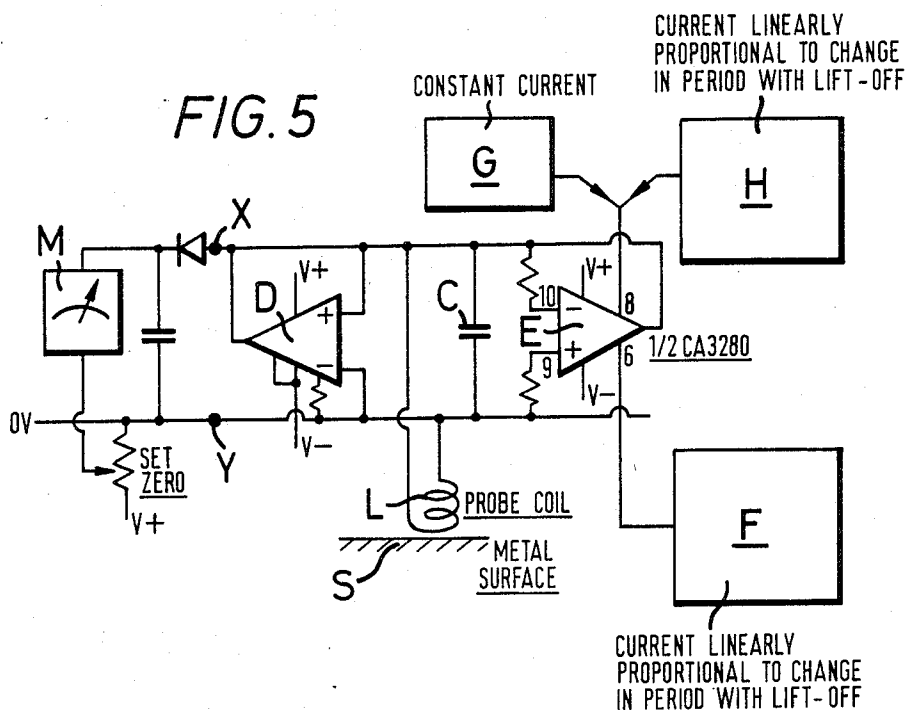 FIG. 5
CURRENT LINEARLY
PROPORTIONAL TO CHANGE
IN PERIOD WITH LIFT-OFF
CONSTANT CURRENT
G
H
M
X
V+
D
+
−
C
V+
10
−
8
E
+
9
6
1/2 CA3280
V−
0V
Y
V−
SET
ZERO
V+
L
PROBE COIL
S
METAL
SURFACE
F
CURRENT LINEARLY
PROPORTIONAL TO CHANGE
IN PERIOD WITH LIFT-OFF